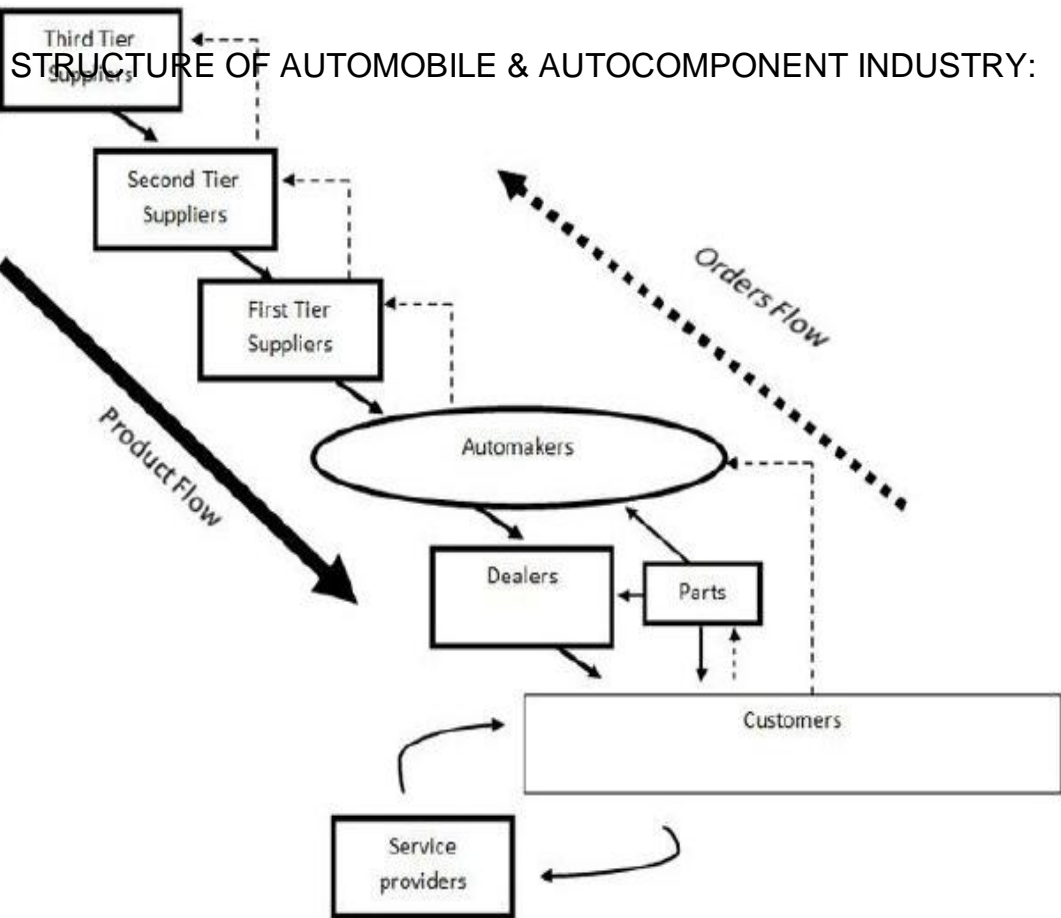 Third Tier
Suppliers
STRUCTURE OF AUTOMOBILE & AUTOCOMPONENT INDUSTRY:
Second Tier
Suppliers
Orders Flow
First Tier
Suppliers
Product Flow
Automakers
Dealers
Parts
Customers
Service
providers